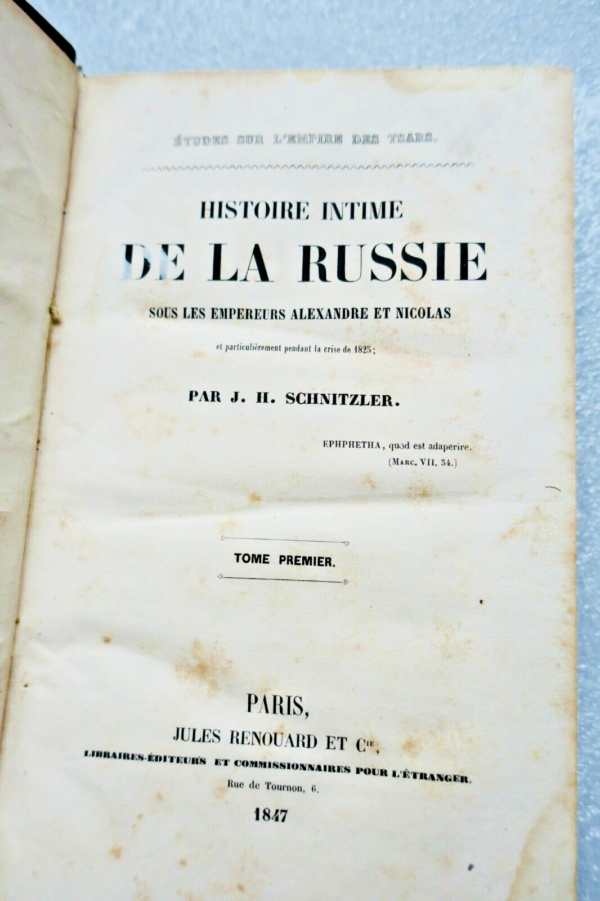 ÉTUDES SUR L'EMPIRE DES TSARS.
HISTOIRE INTIME
DE LA RUSSIE
SOUS LES EMPEREURS ALEXANDRE ET NICOLAS
et particulièrement pendant la crise de 1825;
PAR J. H. SCHNITZLER.
EPHPHETHA, quod est adaperire.
(MARC, VII, 34.)
TOME PREMIER.
PARIS,
JULES RENOUARD ET Cie,
LIBRAIRES-ÉDITEURS ET COMMISSIONNAIRES POUR L'ÉTRANGER.
Rue de Tournon, 6.
1847